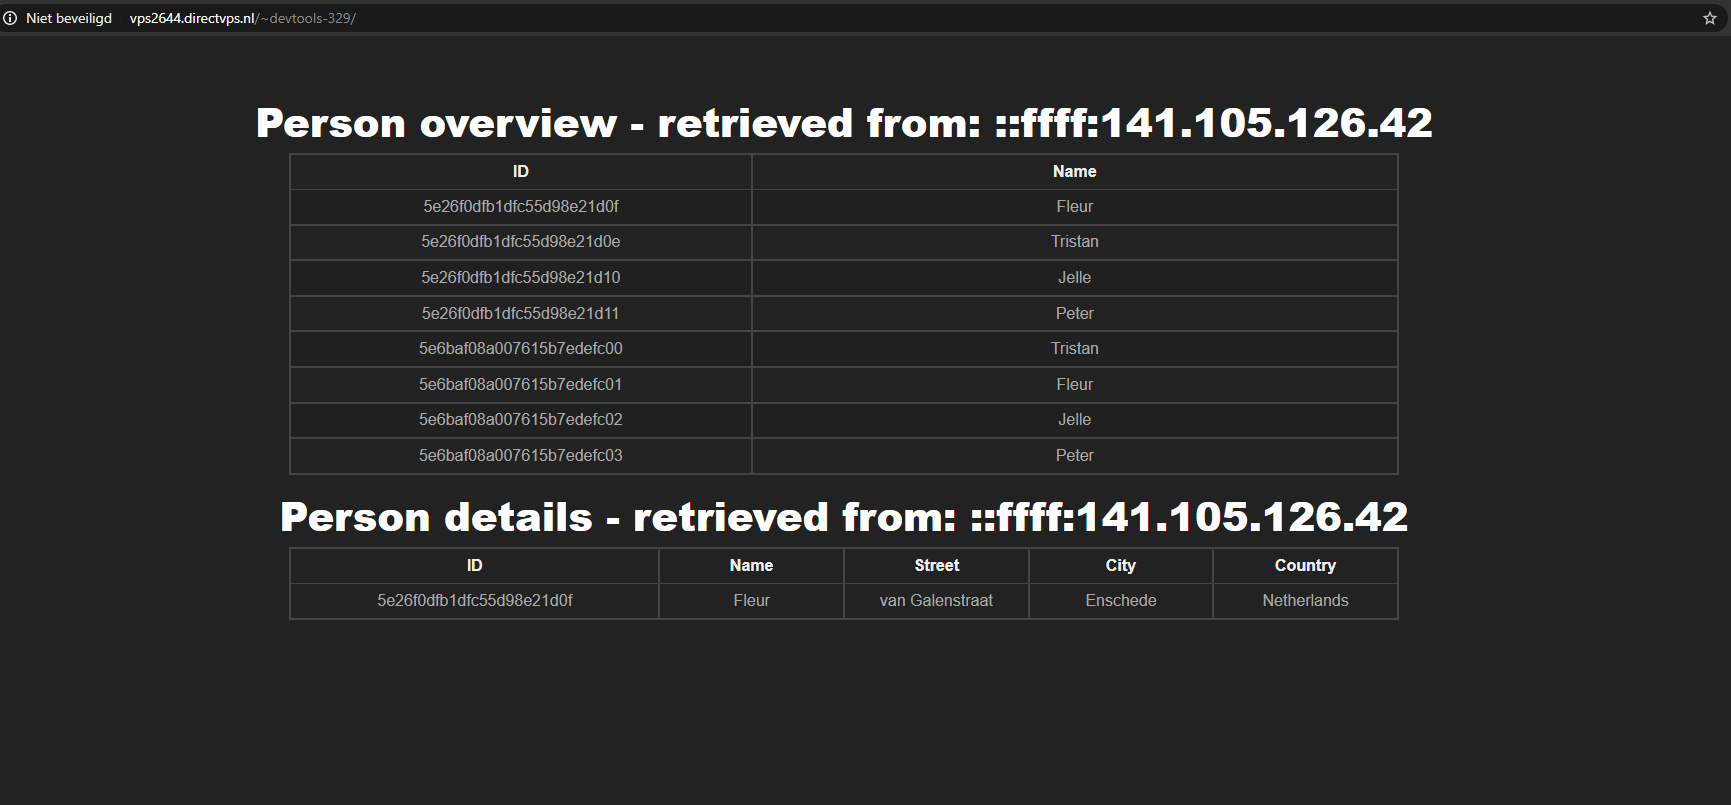 Niet beveiligd vps2644.directvps.nl/~devtools-329/
Person overview - retrieved from: ::ffff:141.105.126.42
ID Name
5e26f0dfb1dfc55d98e21d0f Fleur
5e26f0dfb1dfc55d98e21d0e Tristan
5e26f0dfb1dfc55d98e21d10 Jelle
5e26f0dfb1dfc55d98e21d11 Peter
5e6baf08a007615b7edefc00 Tristan
5e6baf08a007615b7edefc01 Fleur
5e6baf08a007615b7edefc02 Jelle
5e6baf08a007615b7edefc03 Peter
Person details - retrieved from: ::ffff:141.105.126.42
ID Name Street City Country
5e26f0dfb1dfc55d98e21d0f Fleur van Galenstraat Enschede Netherlands